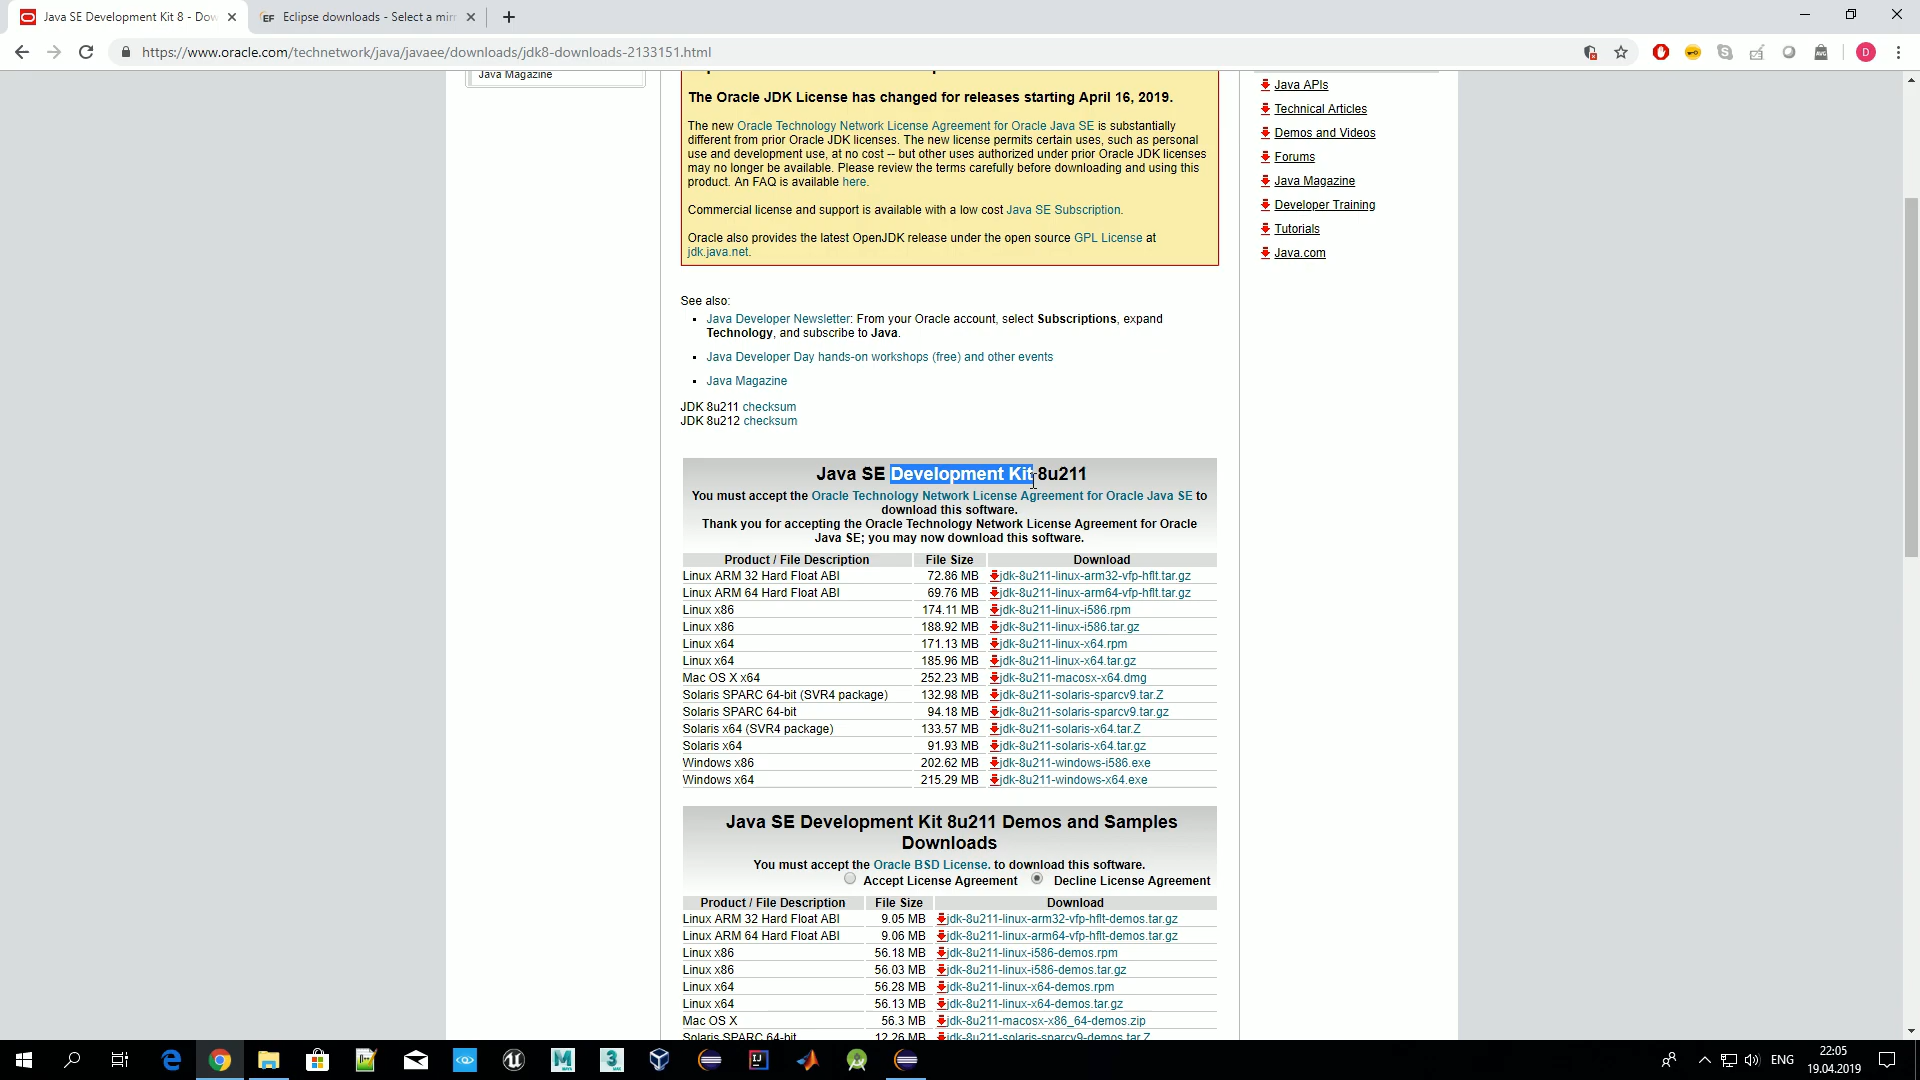 Java SE Development Kit 8 - Dow
Eclipse downloads - Select a mirr
https://www.oracle.com/technetwork/java/javaee/downloads/jdk8-downloads-2133151.html
Java Magazine
The Oracle JDK License has changed for releases starting April 16, 2019.
The new Oracle Technology Network License Agreement for Oracle Java SE is substantially
different from prior Oracle JDK licenses. The new license permits certain uses, such as personal
use and development use, at no cost -- but other uses authorized under prior Oracle JDK licenses
may no longer be available. Please review the terms carefully before downloading and using this
product. An FAQ is available here.
Commercial license and support is available with a low cost Java SE Subscription.
Oracle also provides the latest OpenJDK release under the open source GPL License at
jdk.java.net.
See also:
Java Developer Newsletter: From your Oracle account, select Subscriptions, expand
Technology, and subscribe to Java.
Java Developer Day hands-on workshops (free) and other events
Java Magazine
JDK 8u211 checksum
JDK 8u212 checksum
Java SE Development Kit 8u211
You must accept the Oracle Technology Network License Agreement for Oracle Java SE to
download this software.
Thank you for accepting the Oracle Technology Network License Agreement for Oracle
Java SE; you may now download this software.
Product / File Description File Size Download
Linux ARM 32 Hard Float ABI 72.86 MB jdk-8u211-linux-arm32-vfp-hflt.tar.gz
Linux ARM 64 Hard Float ABI 69.76 MB jdk-8u211-linux-arm64-vfp-hflt.tar.gz
Linux x86 174.11 MB jdk-8u211-linux-i586.rpm
Linux x86 188.92 MB jdk-8u211-linux-i586.tar.gz
Linux x64 171.13 MB jdk-8u211-linux-x64.rpm
Linux x64 185.96 MB jdk-8u211-linux-x64.tar.gz
Mac OS X x64 252.23 MB jdk-8u211-macosx-x64.dmg
Solaris SPARC 64-bit (SVR4 package) 132.98 MB jdk-8u211-solaris-sparcv9.tar.Z
Solaris SPARC 64-bit 94.18 MB jdk-8u211-solaris-sparcv9.tar.gz
Solaris x64 (SVR4 package) 133.57 MB jdk-8u211-solaris-x64.tar.Z
Solaris x64 91.93 MB jdk-8u211-solaris-x64.tar.gz
Windows x86 202.62 MB jdk-8u211-windows-i586.exe
Windows x64 215.29 MB jdk-8u211-windows-x64.exe
Java SE Development Kit 8u211 Demos and Samples
Downloads
You must accept the Oracle BSD License. to download this software.
Accept License Agreement Decline License Agreement
Product / File Description File Size Download
Linux ARM 32 Hard Float ABI 9.05 MB jdk-8u211-linux-arm32-vfp-hflt-demos.tar.gz
Linux ARM 64 Hard Float ABI 9.06 MB jdk-8u211-linux-arm64-vfp-hflt-demos.tar.gz
Linux x86 56.18 MB jdk-8u211-linux-i586-demos.rpm
Linux x86 56.03 MB jdk-8u211-linux-i586-demos.tar.gz
Linux x64 56.28 MB jdk-8u211-linux-x64-demos.rpm
Linux x64 56.13 MB jdk-8u211-linux-x64-demos.tar.gz
Mac OS X 56.3 MB jdk-8u211-macosx-x86_64-demos.zip
Solaris SPARC 64-bit 12.26 MB jdk-8u211-solaris-sparcv9-demos.tar.Z
Java APIs
Technical Articles
Demos and Videos
Forums
Java Magazine
Developer Training
Tutorials
Java.com
ENG
22:05
19.04.2019